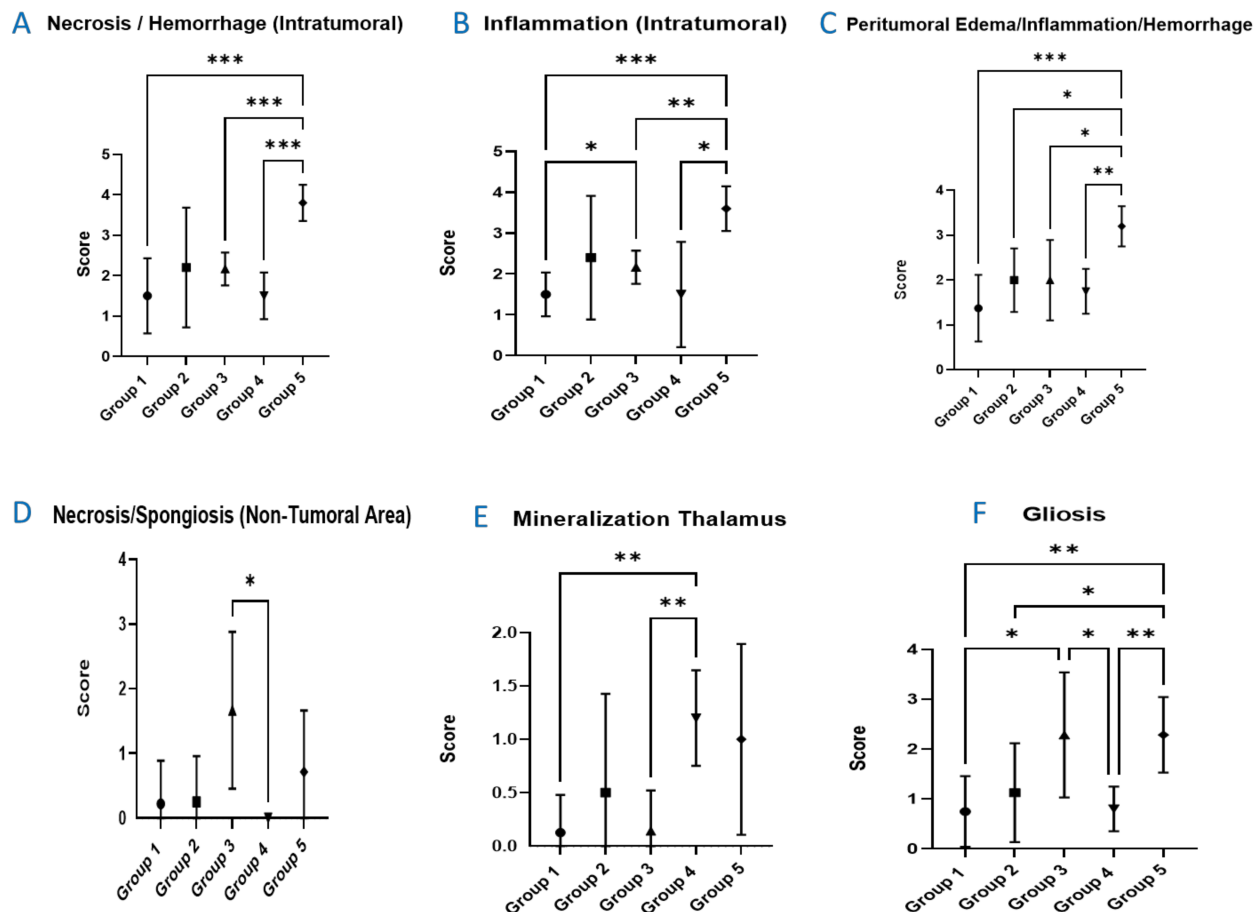 A Necrosis / Hemorrhage (Intratumoral)
***
***
***
5
4
3
2
1
0
Score
Group 1
Group 2
Group 3
Group 4
Group 5
B Inflammation (Intratumoral)
***
**
*
*
5
4
3
2
1
0
Score
Group 1
Group 2
Group 3
Group 4
Group 5
C Peritumoral Edema/Inflammation/Hemorrhage
***
*
*
**
4
3
2
1
0
Score
Group 1
Group 2
Group 3
Group 4
Group 5
D Necrosis/Spongiosis (Non-Tumoral Area)
*
4
3
2
1
0
Score
Group 1
Group 2
Group 3
Group 4
Group 5
E Mineralization Thalamus
**
**
2.0
1.5
1.0
0.5
0.0
Score
Group 1
Group 2
Group 3
Group 4
Group 5
F Gliosis
**
*
*
*
**
4
3
2
1
0
Score
Group 1
Group 2
Group 3
Group 4
Group 5